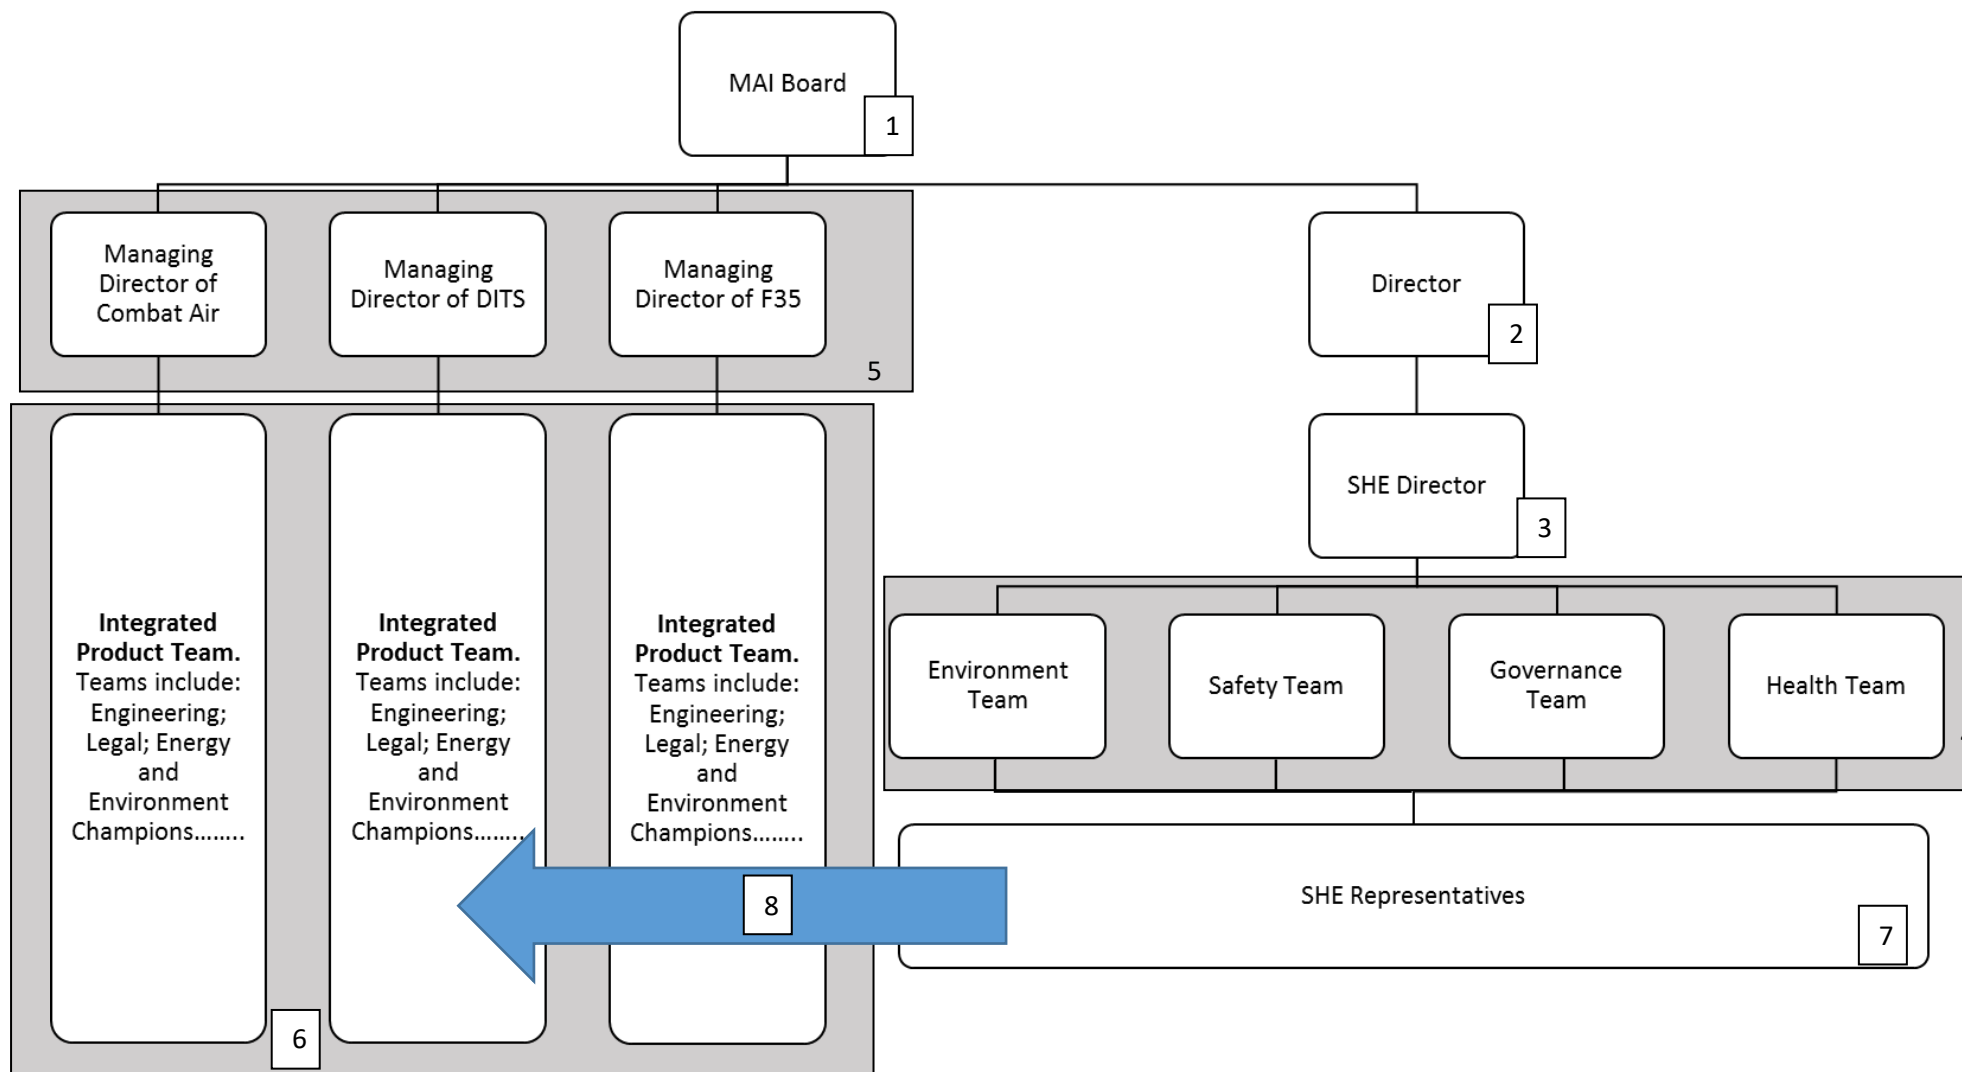 MAI Board
1
Managing
Director of
Combat Air
Managing
Director of DITS
Managing
Director of F35
5
Director
2
SHE Director
3
Integrated
Product Team.
Teams include:
Engineering;
Legal; Energy
and
Environment
Champions........
Integrated
Product Team.
Teams include:
Engineering;
Legal; Energy
and
Environment
Champions........
Integrated
Product Team.
Teams include:
Engineering;
Legal; Energy
and
Environment
Champions........
6
Environment
Team
Safety Team
Governance
Team
Health Team
8
SHE Representatives
7